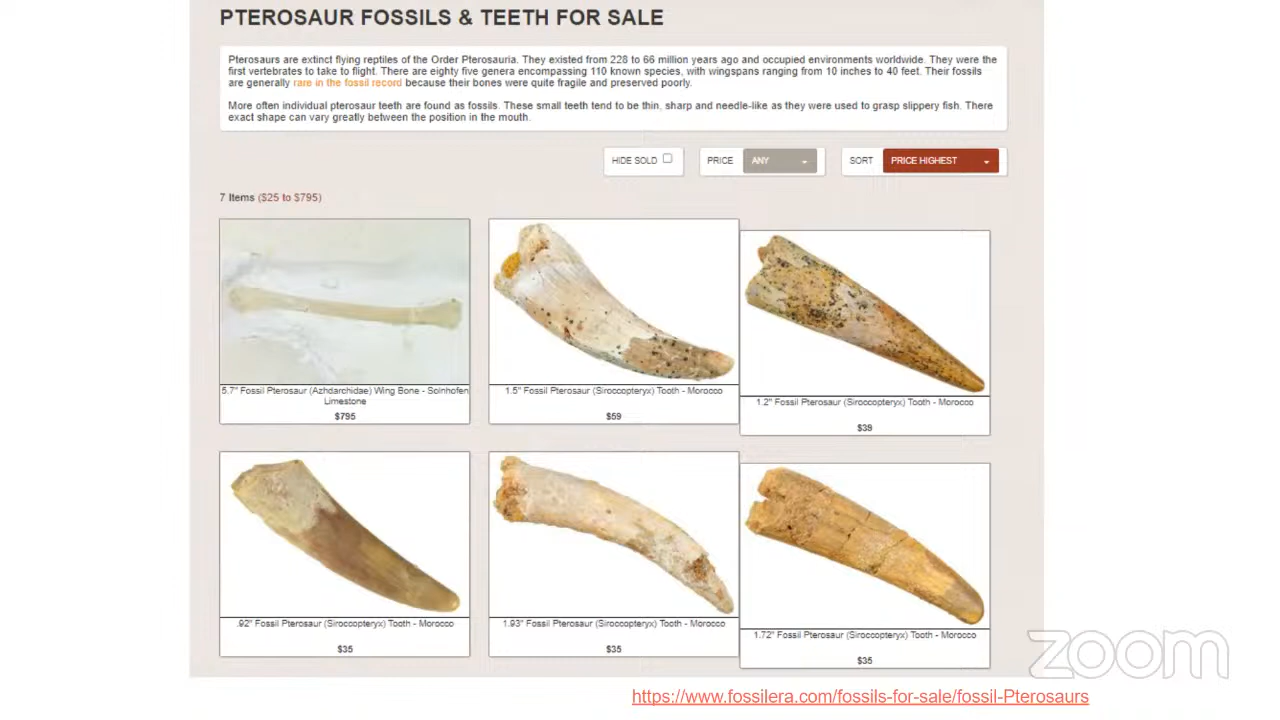 PTEROSAUR FOSSILS & TEETH FOR SALE
Pterosaurs are extinct flying reptiles of the Order Pterosauria. They existed from 228 to 66 million years ago and occupied environments worldwide. They were the
first vertebrates to take to flight. There are eighty five genera encompassing 110 known species, with wingspans ranging from 10 inches to 40 feet. Their fossils
are generally rare in the fossil record because their bones were quite fragile and preserved poorly.
More often individual pterosaur teeth are found as fossils. These small teeth tend to be thin, sharp and needle-like as they were used to grasp slippery fish. There
exact shape can vary greatly between the position in the mouth.
HIDE SOLD
PRICE
ANY
SORT
PRICE HIGHEST
7 Items ($25 to $795)
5.7" Fossil Pterosaur (Azhdarchidae) Wing Bone - Solnhofen
Limestone
$795
1.5" Fossil Pterosaur (Siroccopteryx) Tooth - Morocco
$59
1.2" Fossil Pterosaur (Siroccopteryx) Tooth - Morocco
$39
.92" Fossil Pterosaur (Siroccopteryx) Tooth - Morocco
$35
1.93" Fossil Pterosaur (Siroccopteryx) Tooth - Morocco
$35
1.72" Fossil Pterosaur (Siroccopteryx) Tooth - Morocco
$35
zoom
https://www.fossilera.com/fossils-for-sale/fossil-Pterosaurs